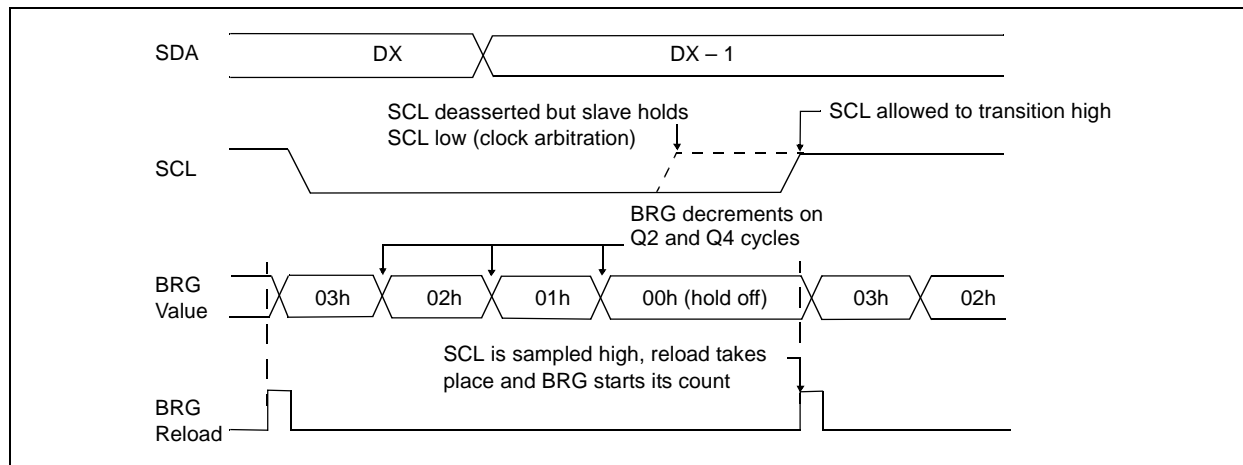 SDA
DX
DX – 1
SCL deasserted but slave holds
SCL low (clock arbitration)
SCL allowed to transition high
SCL
BRG decrements on
Q2 and Q4 cycles
BRG
Value
03h
02h
01h
00h (hold off)
03h
02h
SCL is sampled high, reload takes
place and BRG starts its count
BRG
Reload